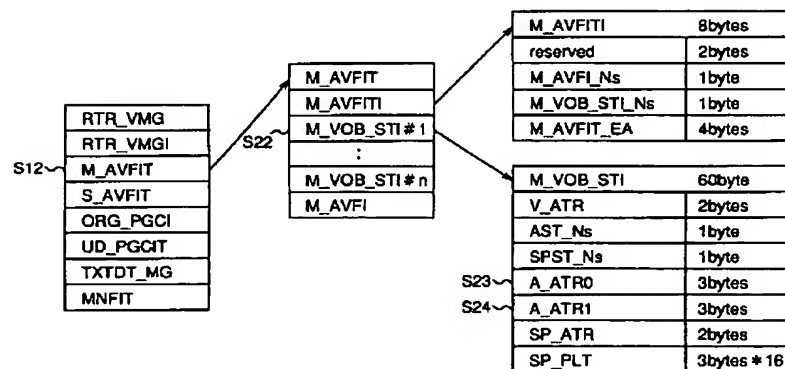 RTR_VMG
RTR_VMGI
S12 M_AVFIT
S_AVFIT
ORG_PGCI
UD_PGCIT
TXTDT_MG
MNFIT
M_AVFIT
M_AVFITI
S22 M_VOB_STI # 1
:
M_VOB_STI # n
M_AVFI
M_AVFITI 8bytes
reserved 2bytes
M_AVFI_Ns 1byte
M_VOB_STI_Ns 1byte
M_AVFIT_EA 4bytes
M_VOB_STI 60byte
V_ATR 2bytes
AST_Ns 1byte
SPST_Ns 1byte
S23 A_ATR0 3bytes
S24 A_ATR1 3bytes
SP_ATR 2bytes
SP_PLT 3bytes * 16